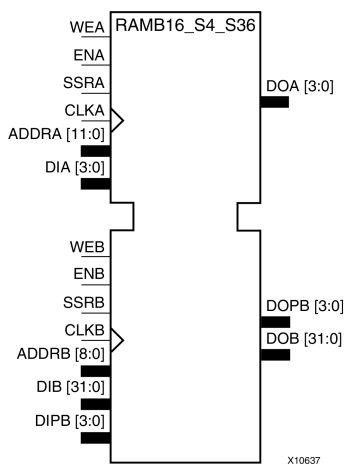 RAMB16_S4_S36
WEA
ENA
SSRA
CLKA
ADDRA [11:0]
DIA [3:0]
DOA [3:0]
WEB
ENB
SSRB
CLKB
ADDRB [8:0]
DIB [31:0]
DIPB [3:0]
DOPB [3:0]
DOB [31:0]
X10637